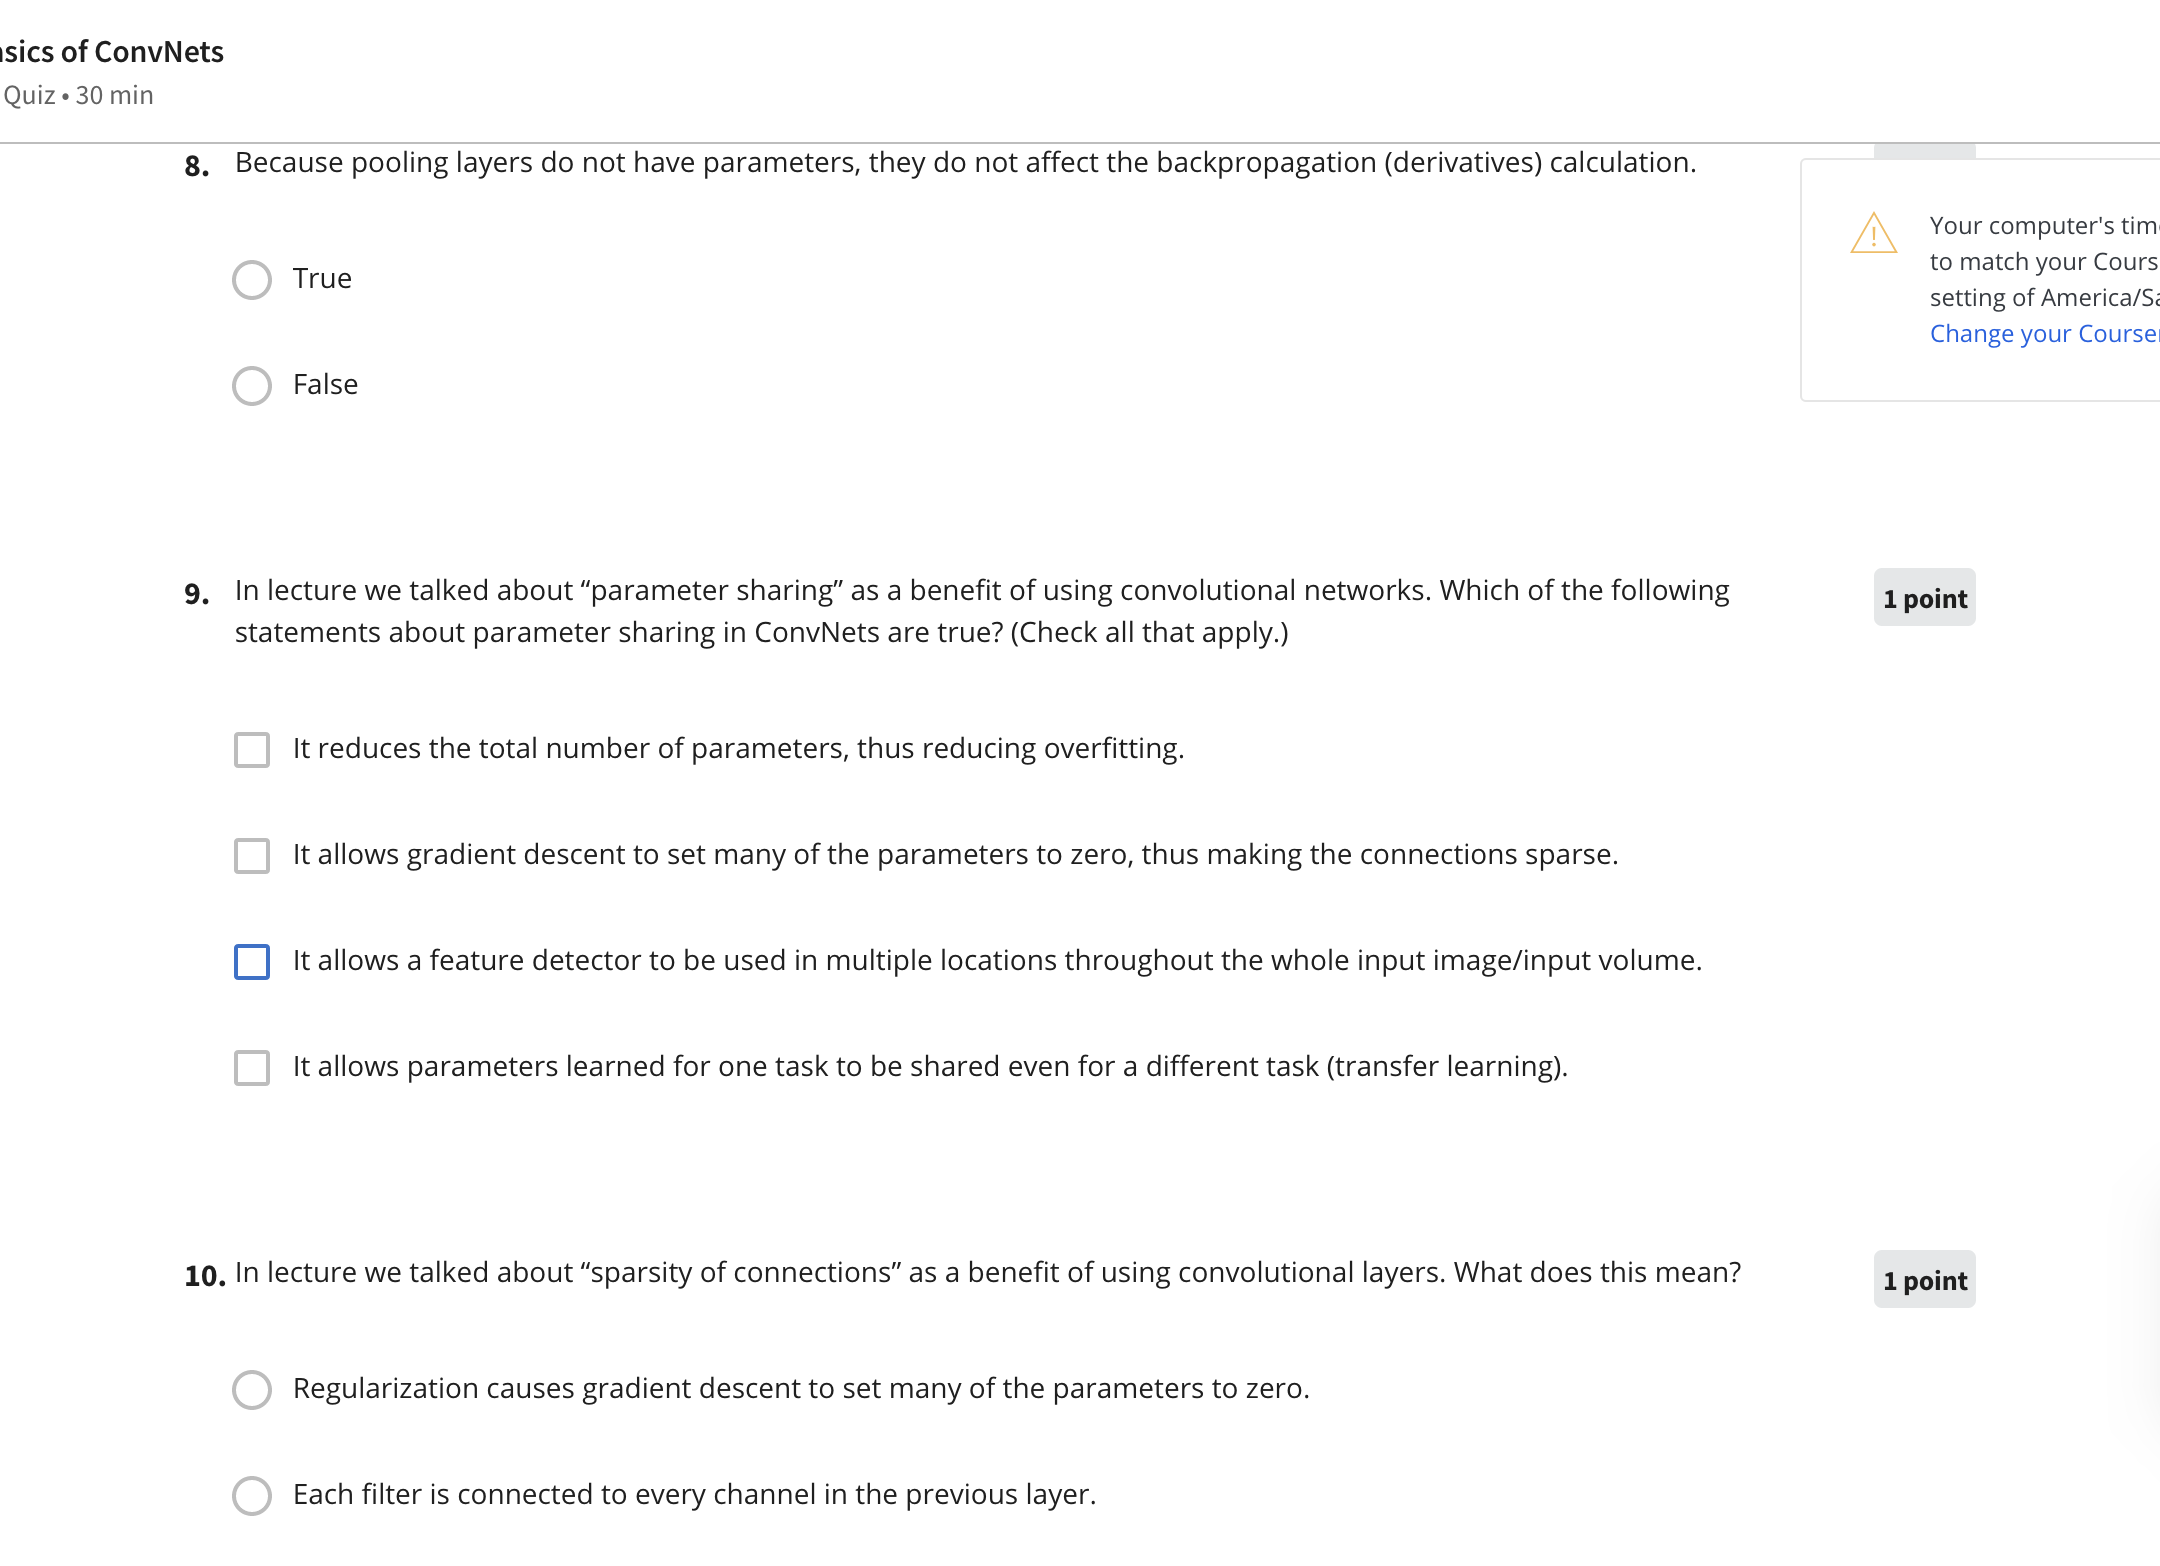 sics of ConvNets
Quiz • 30 min
8. Because pooling layers do not have parameters, they do not affect the backpropagation (derivatives) calculation.
Your computer's
to match your
setting of
Change your
True
False
9. In lecture we talked about “parameter sharing” as a benefit of using convolutional networks. Which of the following
1 point
statements about parameter sharing in ConvNets are true? (Check all that apply.)
It reduces the total number of parameters, thus reducing overfitting.
It allows gradient descent to set many of the parameters to zero, thus making the connections sparse.
It allows a feature detector to be used in multiple locations throughout the whole input image/input volume.
It allows parameters learned for one task to be shared even for a different task (transfer learning).
10. In lecture we talked about “sparsity of connections” as a benefit of using convolutional layers. What does this mean?
1 point
Regularization causes gradient descent to set many of the parameters to zero.
Each filter is connected to every channel in the previous layer.